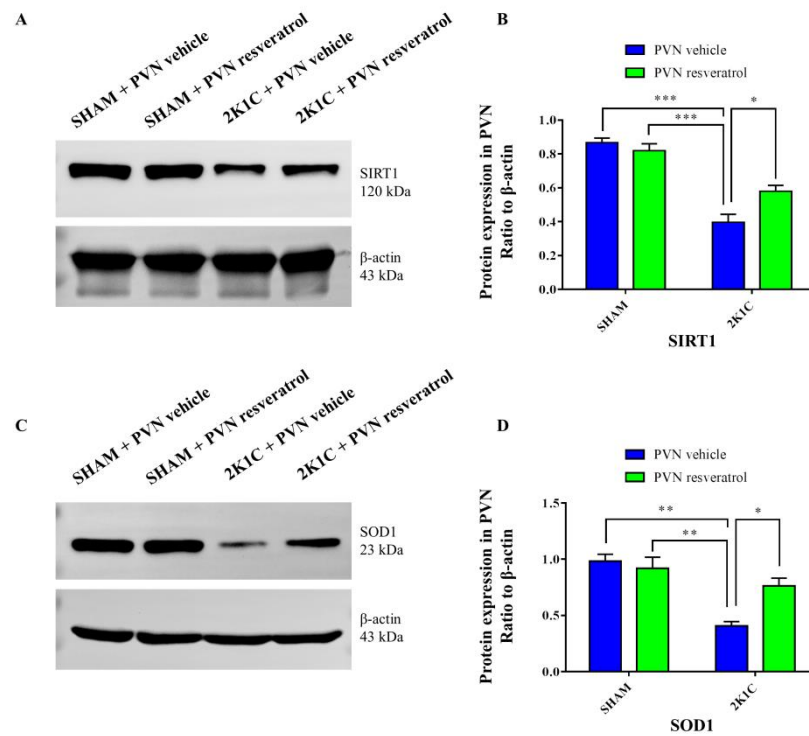 A
SHAM + PVN vehicle
SHAM + PVN resveratrol
2K1C + PVN vehicle
2K1C + PVN resveratrol
SIRT1
120 kDa
β-actin
43 kDa
B
PVN vehicle
PVN resveratrol
***
*
***
Protein expression in PVN
Ratio to β-actin
1.0
0.8
0.6
0.4
0.2
0.0
SHAM
2K1C
SIRT1
C
SHAM + PVN vehicle
SHAM + PVN resveratrol
2K1C + PVN vehicle
2K1C + PVN resveratrol
SOD1
23 kDa
β-actin
43 kDa
D
PVN vehicle
PVN resveratrol
**
*
**
Protein expression in PVN
Ratio to β-actin
1.5
1.0
0.5
0.0
SHAM
2K1C
SOD1